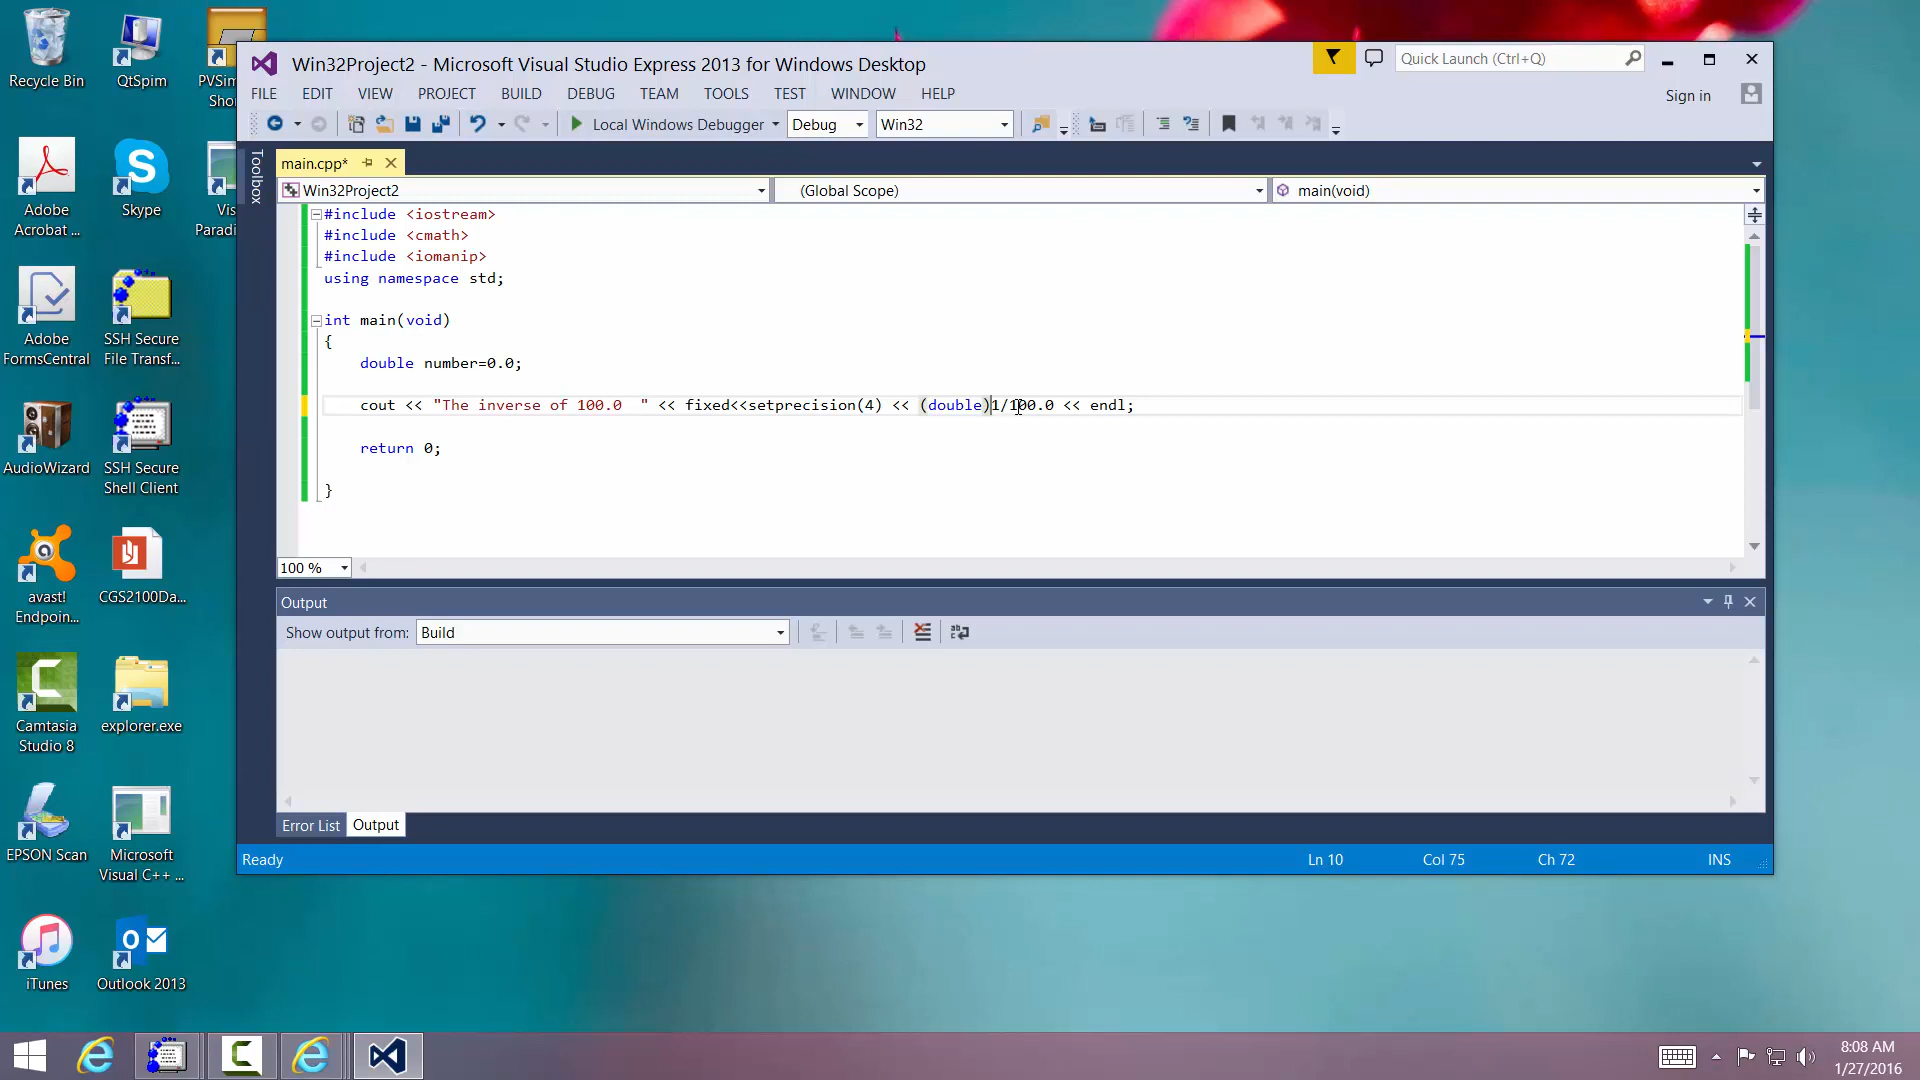 Recycle Bin
QtSpim
PVSim
Shor
Adobe
Acrobat ...
Skype
Vis
Paradi
Adobe
FormsCentral
SSH Secure
File Transf...
AudioWizard
SSH Secure
Shell Client
avast!
Endpoin...
CGS2100Da...
Camtasia
Studio 8
explorer.exe
EPSON Scan
Microsoft
Visual C++ ...
iTunes
Outlook 2013
Win32Project2 - Microsoft Visual Studio Express 2013 for Windows Desktop
Quick Launch (Ctrl+Q)
FILE EDIT VIEW PROJECT BUILD DEBUG TEAM TOOLS TEST WINDOW HELP
Sign in
Local Windows Debugger Debug Win32
Toolbox
main.cpp*
Win32Project2 (Global Scope) main(void)
#include <iostream>
#include <cmath>
#include <iomanip>
using namespace std;
int main(void)
{
double number=0.0;
cout << "The inverse of 100.0  " << fixed<<setprecision(4) << (double)1/100.0 << endl;
return 0;
}
100 %
Output
Show output from: Build
Error List Output
Ready Ln 10 Col 75 Ch 72 INS
8:08 AM
1/27/2016